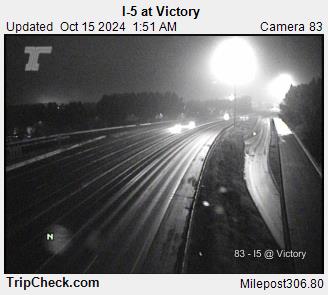 I-5 at Victory
Updated Oct 15 2024 1:51 AM
Camera 83
T
N
83 - I5 @ Victory
TripCheck.com
Milepost306.80